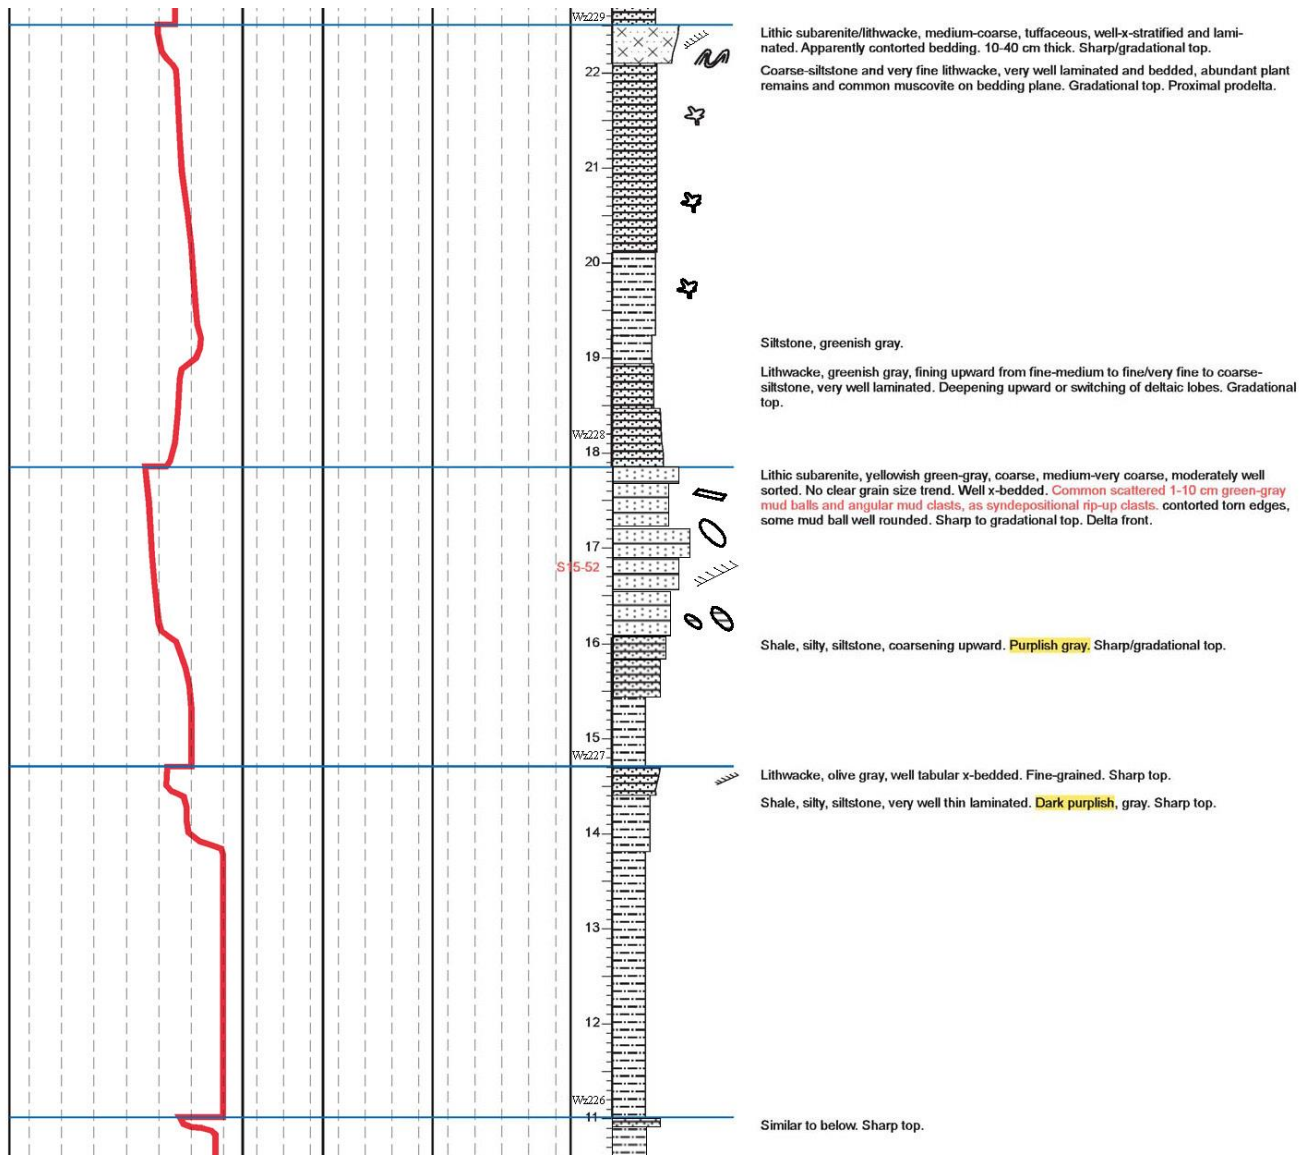 Wz229
Lithic subarenite/lithwacke, medium-coarse, tuffaceous, well-x-stratified and lami-
nated. Apparently contorted bedding. 10-40 cm thick. Sharp/gradational top.
22
Coarse-siltstone and very fine lithwacke, very well laminated and bedded, abundant plant
remains and common muscovite on bedding plane. Gradational top. Proximal prodelta.
21
20
Siltstone, greenish gray.
19
Lithwacke, greenish gray, fining upward from fine-medium to fine/very fine to coarse-
siltstone, very well laminated. Deepening upward or switching of deltaic lobes. Gradational
top.
Wz228
18
Lithic subarenite, yellowish green-gray, coarse, medium-very coarse, moderately well
sorted. No clear grain size trend. Well x-bedded. Common scattered 1-10 cm green-gray
mud balls and angular mud clasts, as syndepositional rip-up clasts. contorted torn edges,
some mud ball well rounded. Sharp to gradational top. Delta front.
17
S15-52
16
Shale, silty, siltstone, coarsening upward. Purplish gray. Sharp/gradational top.
15
Wz227
Lithwacke, olive gray, well tabular x-bedded. Fine-grained. Sharp top.
Shale, silty, siltstone, very well thin laminated. Dark purplish, gray. Sharp top.
14
13
12
Wz226
11
Similar to below. Sharp top.